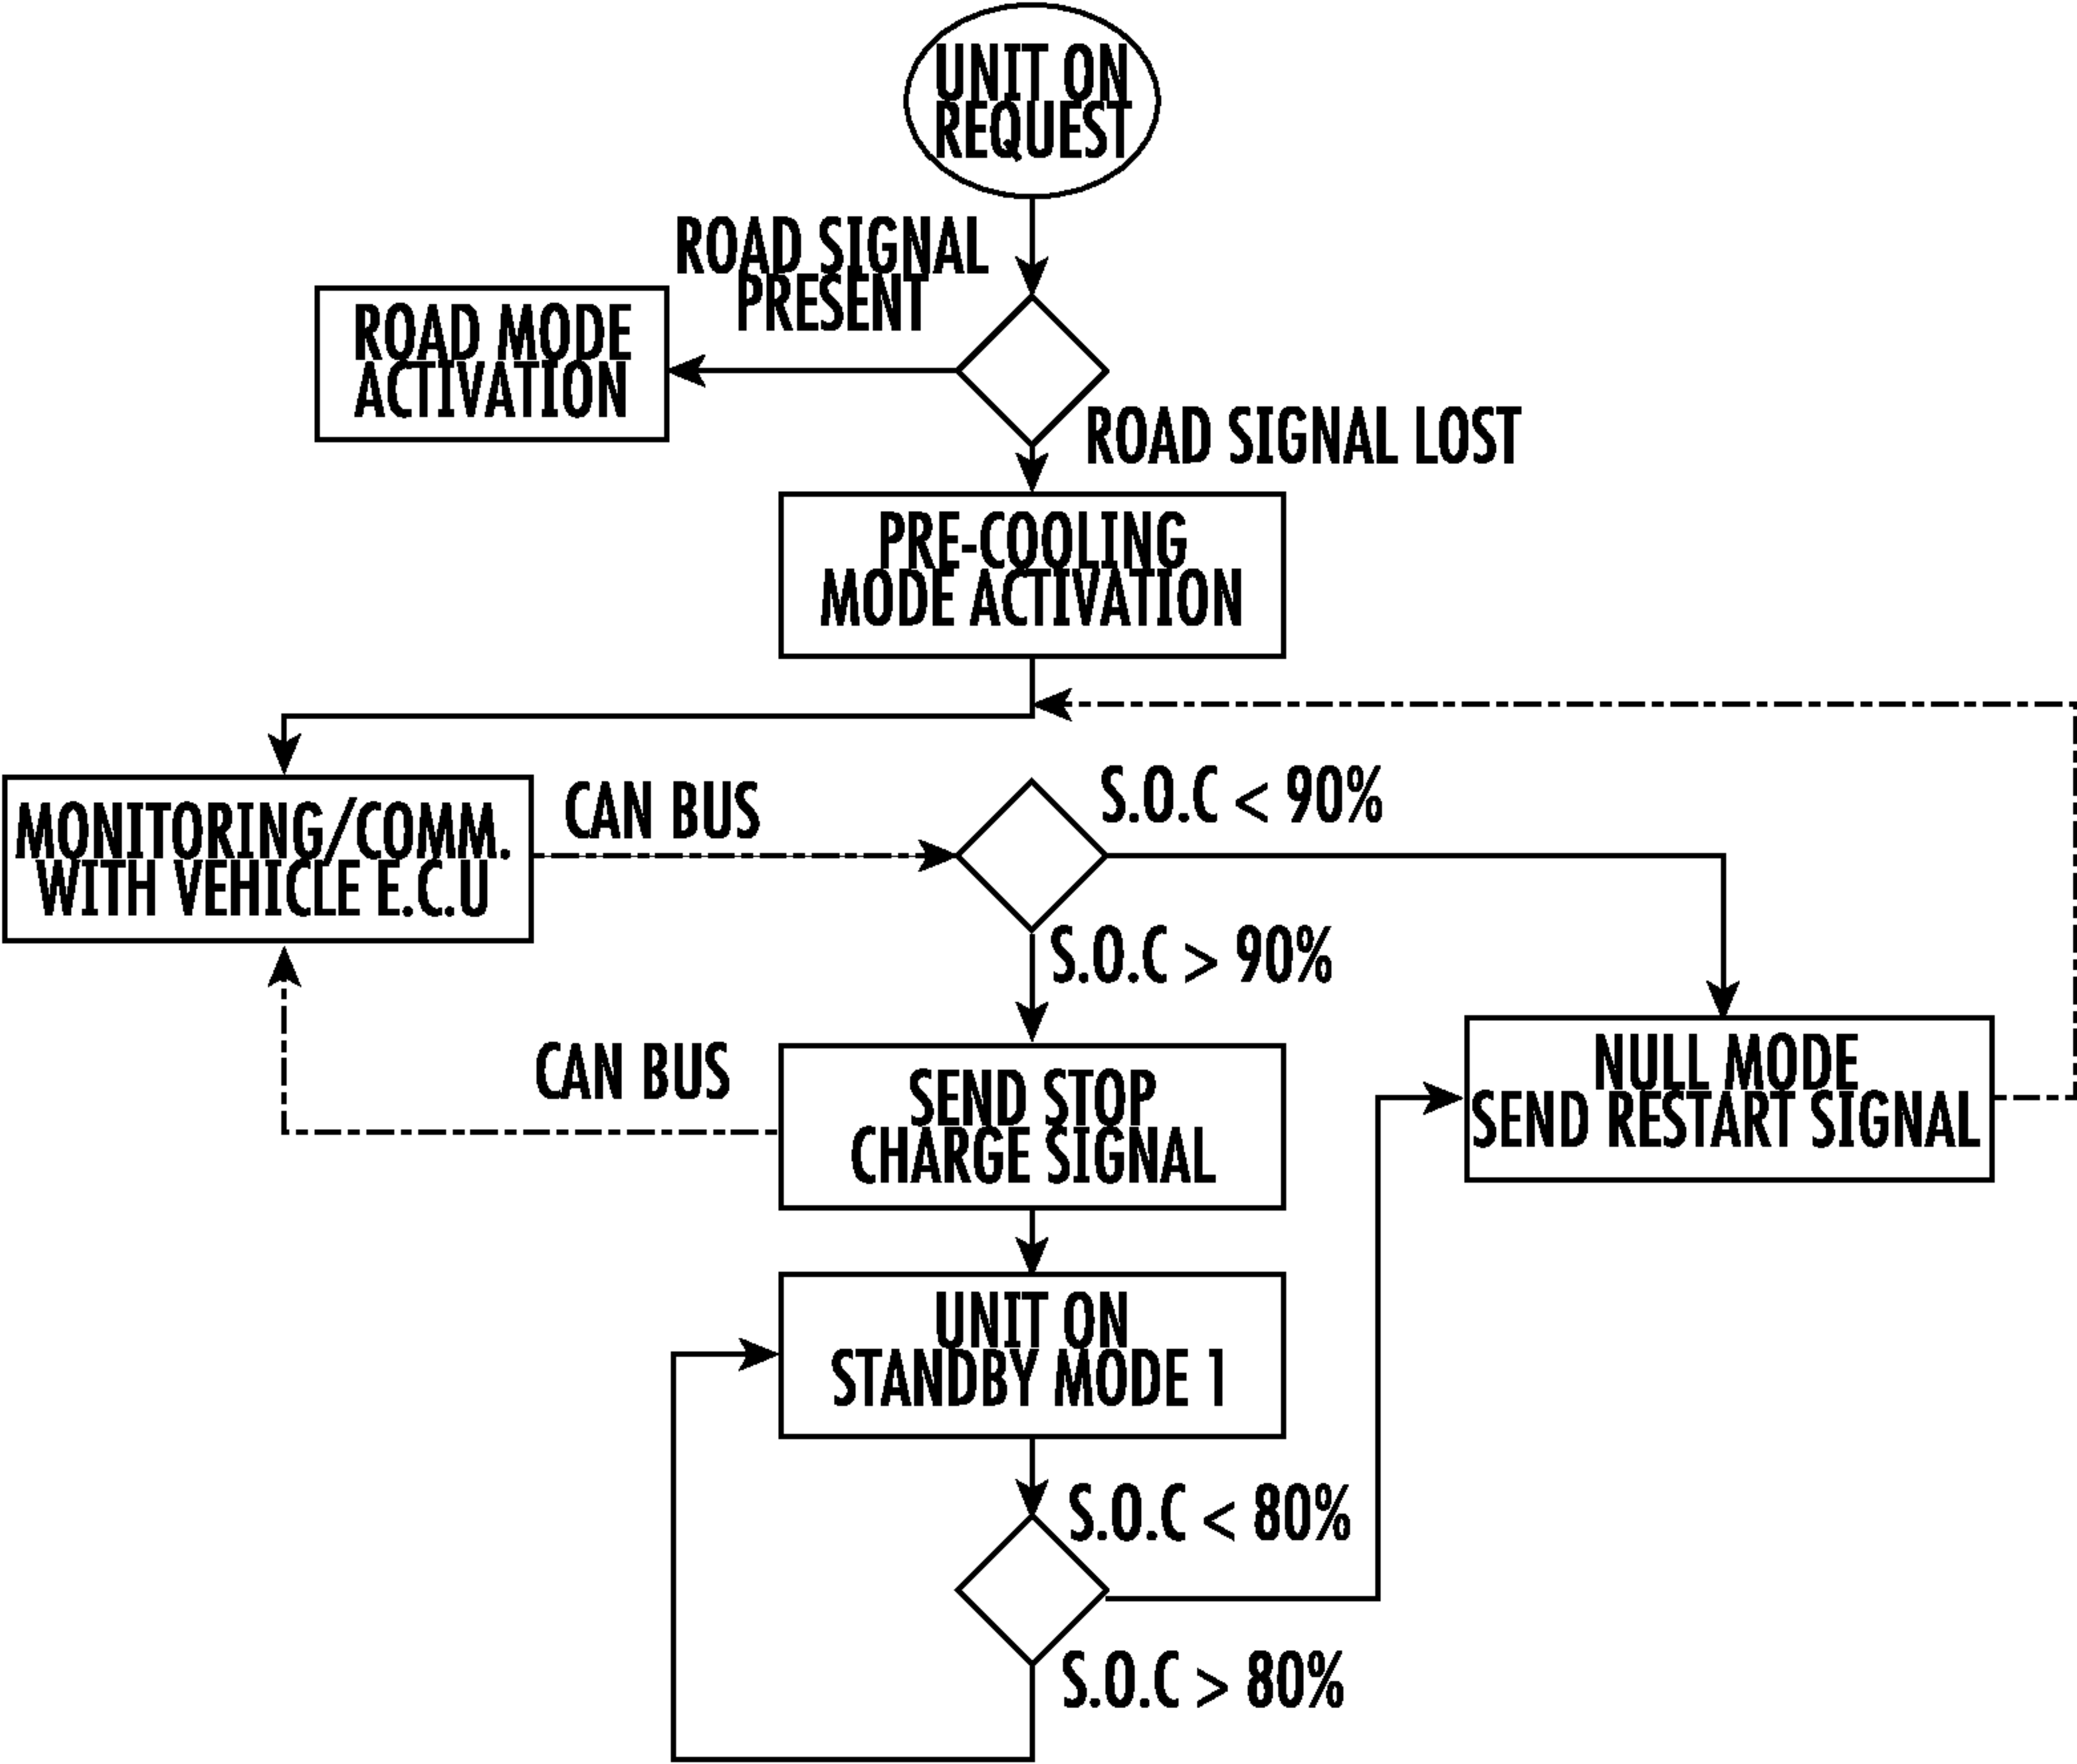 UNIT ON
REQUEST
ROAD SIGNAL
PRESENT
ROAD MODE
ACTIVATION
ROAD SIGNAL LOST
PRE-COOLING
MODE ACTIVATION
MONITORING/COMM.
WITH VEHICLE E.C.U
CAN BUS
S.O.C < 90%
S.O.C > 90%
CAN BUS
SEND STOP
CHARGE SIGNAL
NULL MODE
SEND RESTART SIGNAL
UNIT ON
STANDBY MODE 1
S.O.C < 80%
S.O.C > 80%